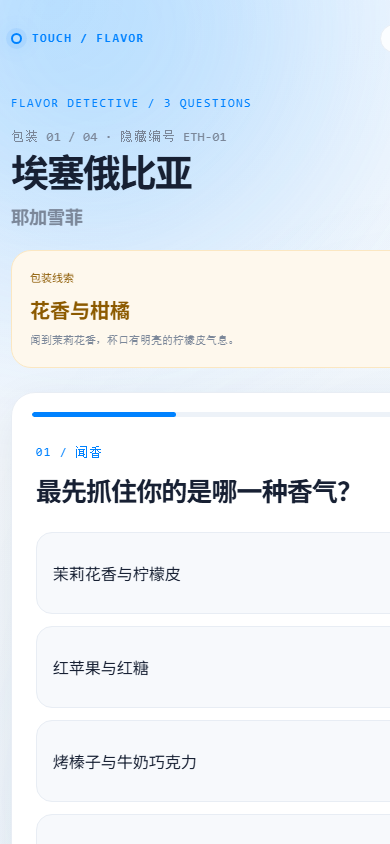 TOUCH / FLAVOR
FLAVOR DETECTIVE / 3 QUESTIONS
包装 01 / 04 · 隐藏编号 ETH-01
埃塞俄比亚
耶加雪菲
包装线索
花香与柑橘
闻到茉莉花香，杯口有明亮的柠檬皮气息。
01 / 闻香
最先抓住你的是哪一种香气？
茉莉花香与柠檬皮
红苹果与红糖
烤榛子与牛奶巧克力